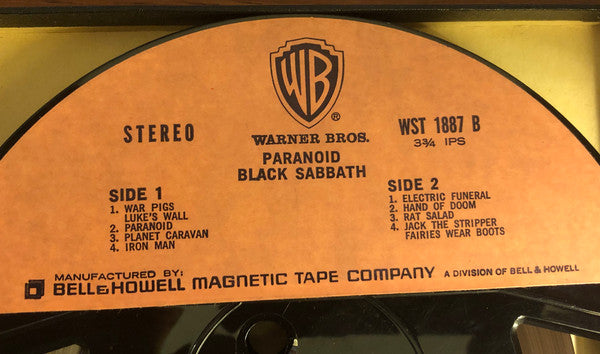 WB
®
STEREO
WARNER BROS.
WST 1887 B
3¾ IPS
PARANOID
BLACK SABBATH
SIDE 1
1. WAR PIGS
LUKE'S WALL
2. PARANOID
3. PLANET CARAVAN
4. IRON MAN
SIDE 2
1. ELECTRIC FUNERAL
2. HAND OF DOOM
3. RAT SALAD
4. JACK THE STRIPPER
FAIRIES WEAR BOOTS
MANUFACTURED BY:
BELL & HOWELL MAGNETIC TAPE COMPANY A DIVISION OF BELL & HOWELL